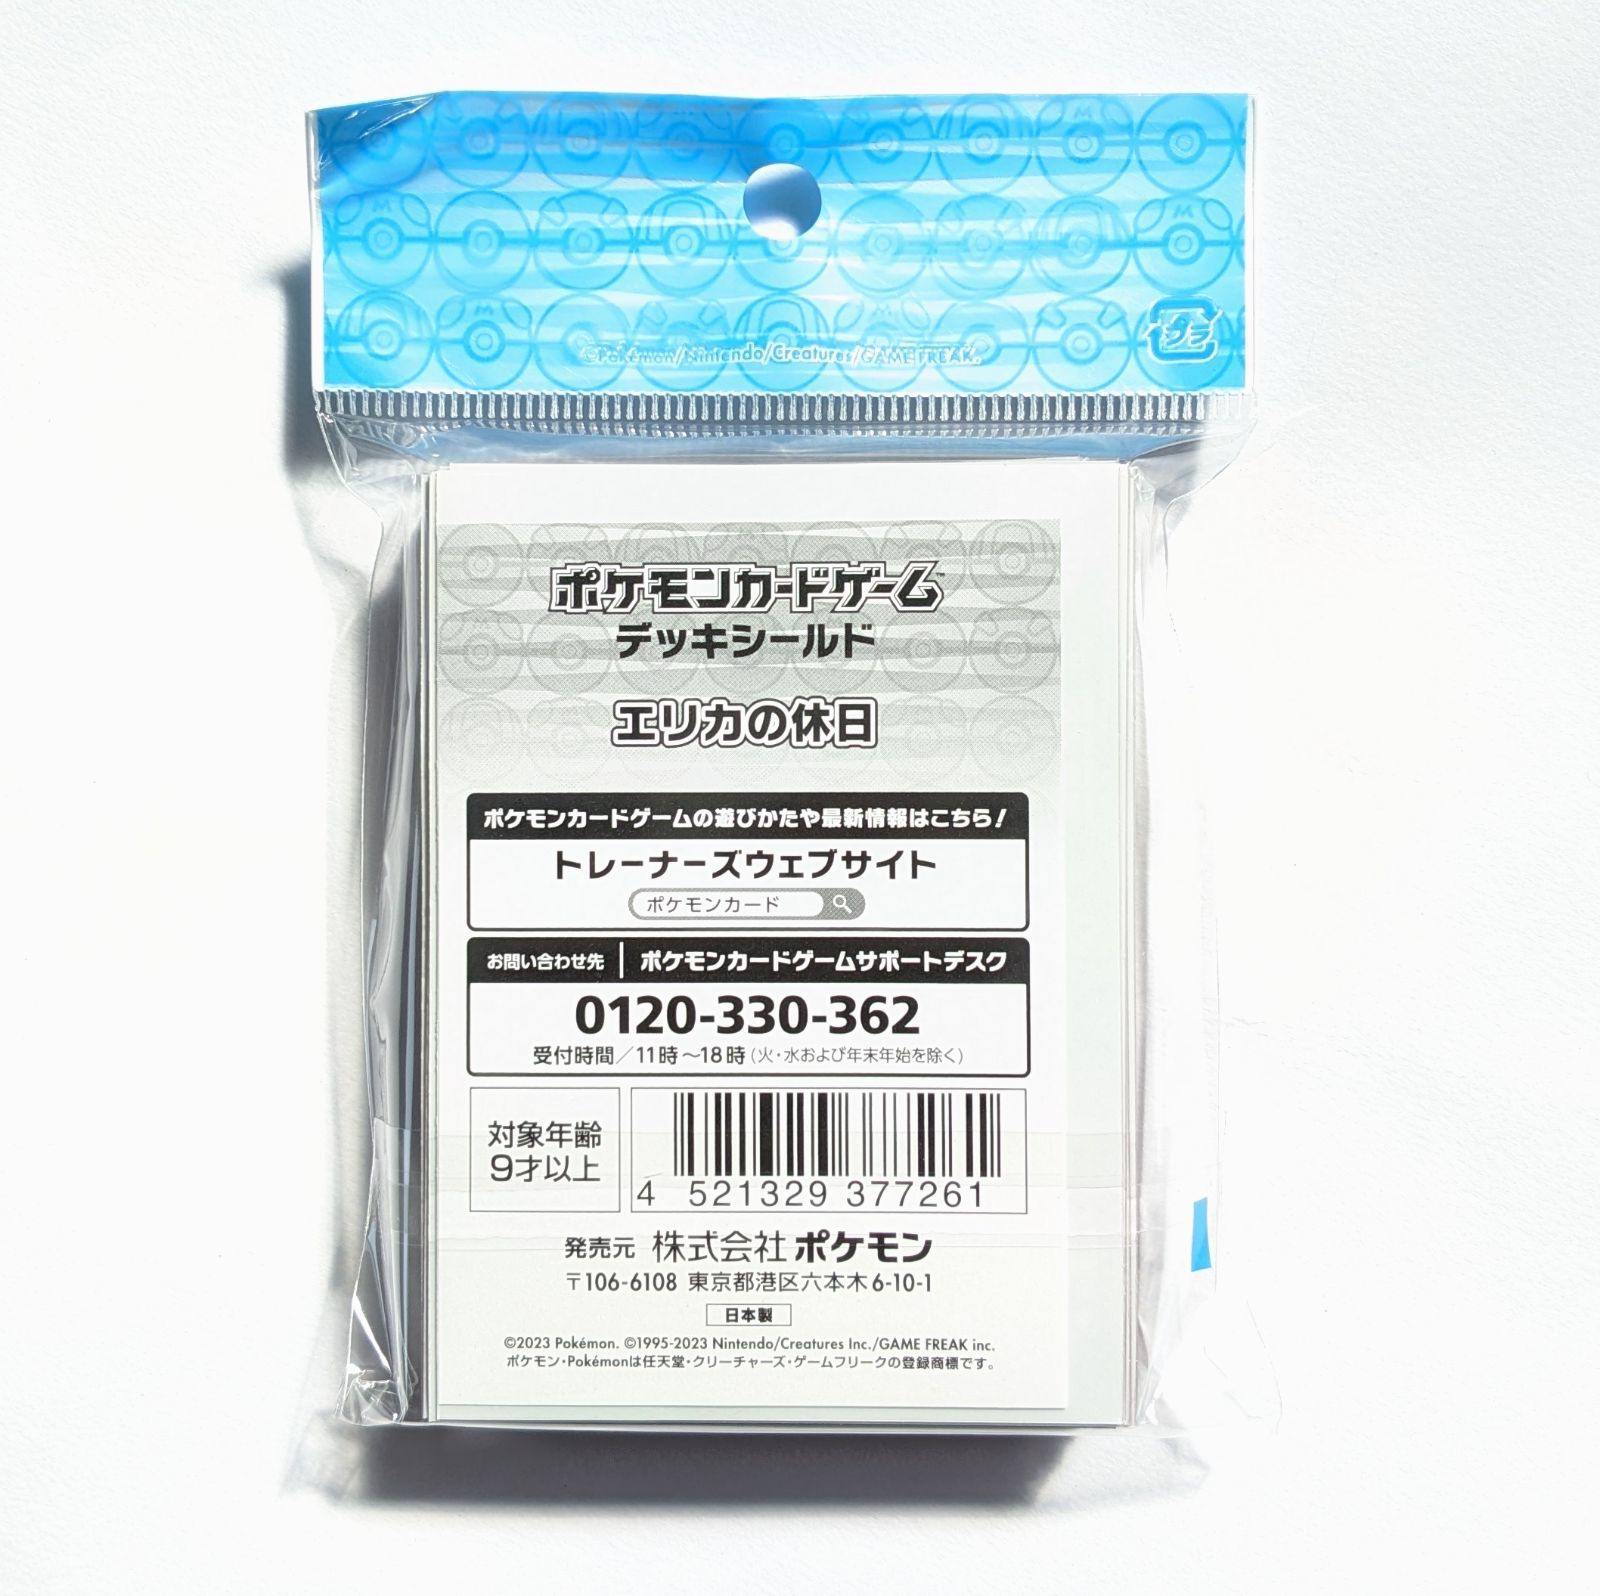 ©Pokémon/Nintendo/Creatures/GAME FREAK.
プラ
ポケモンカードゲーム™
デッキシールド
エリカの休日
ポケモンカードゲームの遊びかたや最新情報はこちら!
トレーナーズウェブサイト
ポケモンカード
お問い合わせ先 ポケモンカードゲームサポートデスク
0120-330-362
受付時間/11時~18時(火・水および年末年始を除く)
対象年齢
9才以上
4 521329 377261
発売元 株式会社ポケモン
〒106-6108 東京都港区六本木6-10-1
日本製
©2023 Pokémon. ©1995-2023 Nintendo/Creatures Inc./GAME FREAK inc.
ポケモン・Pokémonは任天堂・クリーチャーズ・ゲームフリークの登録商標です。